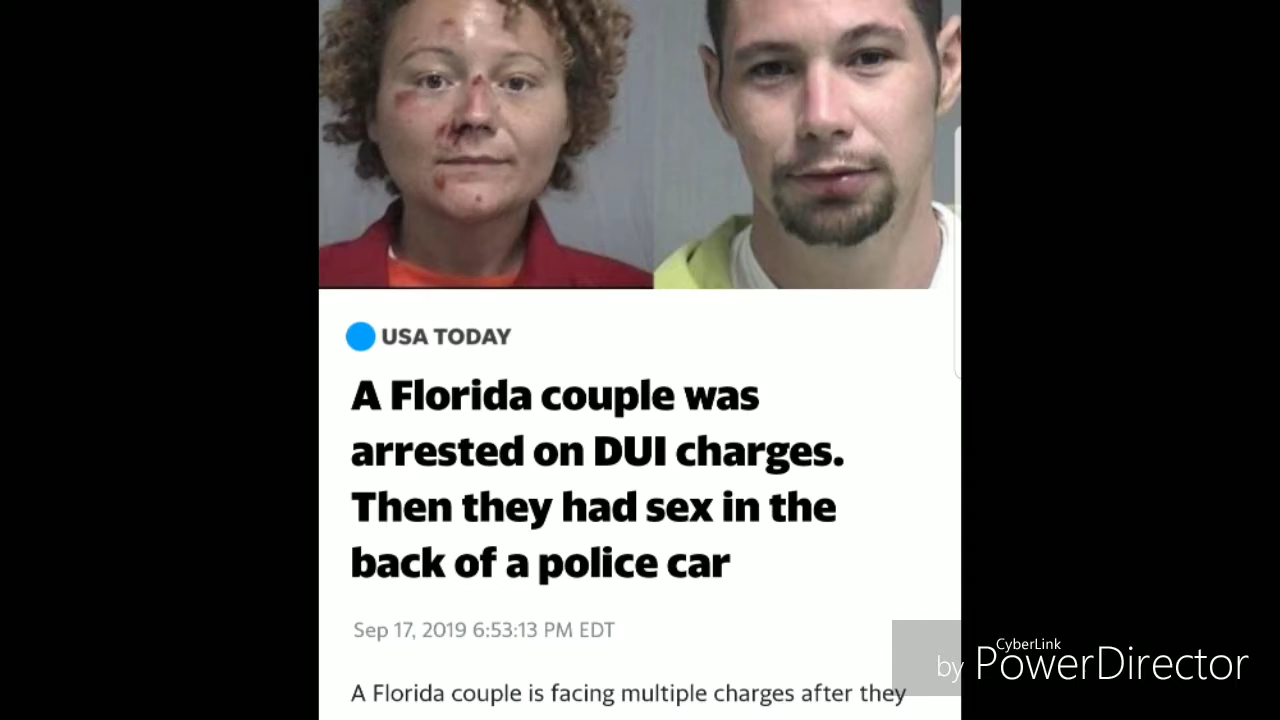 USA TODAY
A Florida couple was
arrested on DUI charges.
Then they had sex in the
back of a police car
Sep 17, 2019 6:53:13 PM EDT
A Florida couple is facing multiple charges after they
CyberLink
by PowerDirector